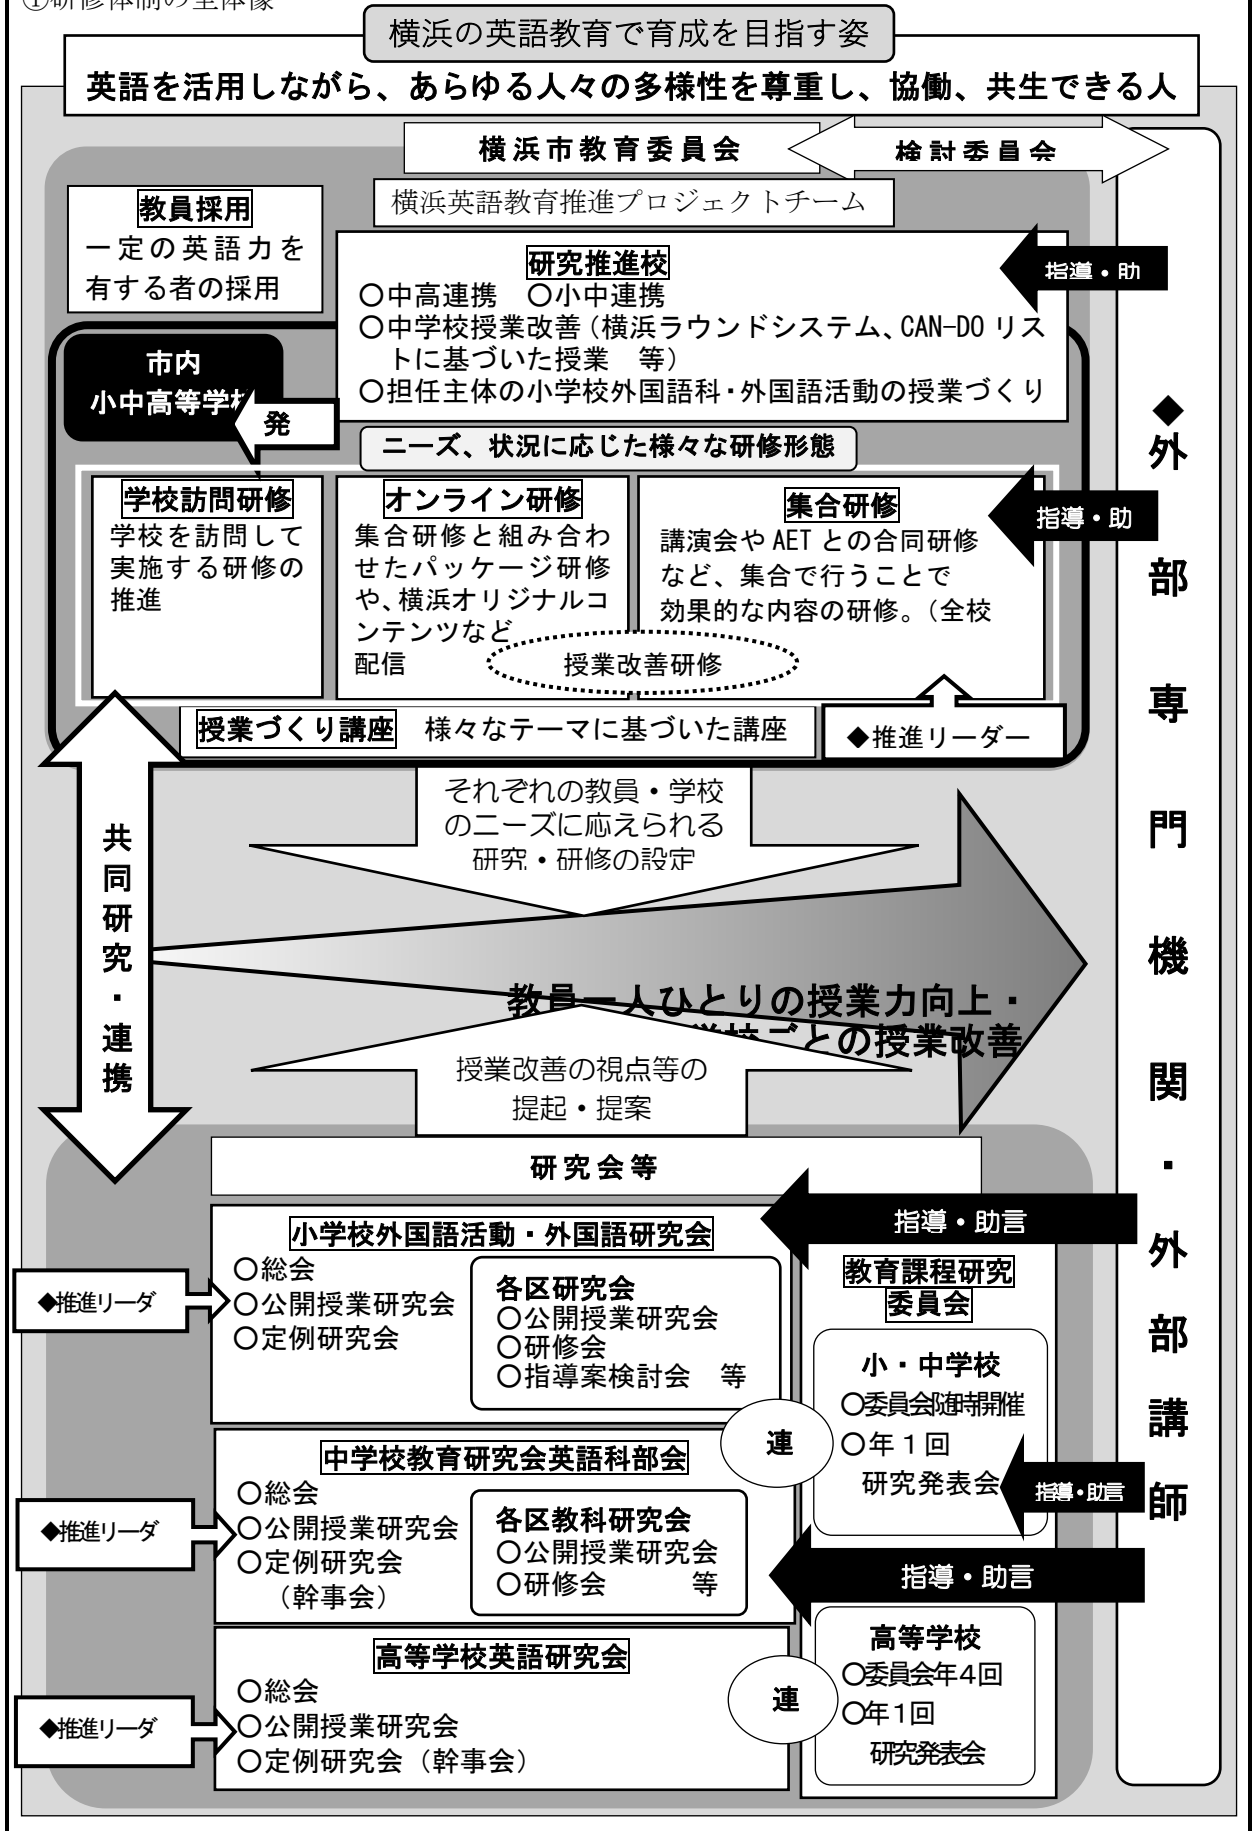 ①研修体制の全体像
横浜の英語教育で育成を目指す姿
英語を活用しながら、あらゆる人々の多様性を尊重し、協働、共生できる人
横浜市教育委員会
検討委員会
横浜英語教育推進プロジェクトチーム
教員採用
一定の英語力を
有する者の採用
研究推進校
○中高連携　○小中連携
○中学校授業改善（横浜ラウンドシステム、CAN-DO リス
トに基づいた授業　等）
○担任主体の小学校外国語科・外国語活動の授業づくり
指導・助
市内
小中高等学校
発
ニーズ、状況に応じた様々な研修形態
学校訪問研修
学校を訪問して
実施する研修の
推進
オンライン研修
集合研修と組み合わ
せたパッケージ研修
や、横浜オリジナルコ
ンテンツなど
配信
集合研修
講演会や AET との合同研修
など、集合で行うことで
効果的な内容の研修。（全校
指導・助
授業改善研修
授業づくり講座　様々なテーマに基づいた講座
◆推進リーダー
それぞれの教員・学校
のニーズに応えられる
研究・研修の設定
共同研究・連携
教員一人ひとりの授業力向上・
学校ごとの授業改善
授業改善の視点等の
提起・提案
研究会等
小学校外国語活動・外国語研究会
○総会
○公開授業研究会
○定例研究会
各区研究会
○公開授業研究会
○研修会
○指導案検討会　等
◆推進リーダ
指導・助言
教育課程研究
委員会
小・中学校
○委員会随時開催
○年１回
研究発表会
指導・助言
連
中学校教育研究会英語科部会
○総会
○公開授業研究会
○定例研究会
（幹事会）
各区教科研究会
○公開授業研究会
○研修会　　　等
◆推進リーダ
指導・助言
高等学校英語研究会
○総会
○公開授業研究会
○定例研究会（幹事会）
◆推進リーダ
連
高等学校
○委員会年４回
○年１回
研究発表会
◆外部専門機関・外部講師